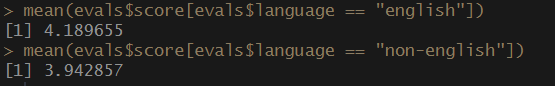 > mean(evals$score[evals$language == "english"])
[1] 4.189655
> mean(evals$score[evals$language == "non-english"])
[1] 3.942857